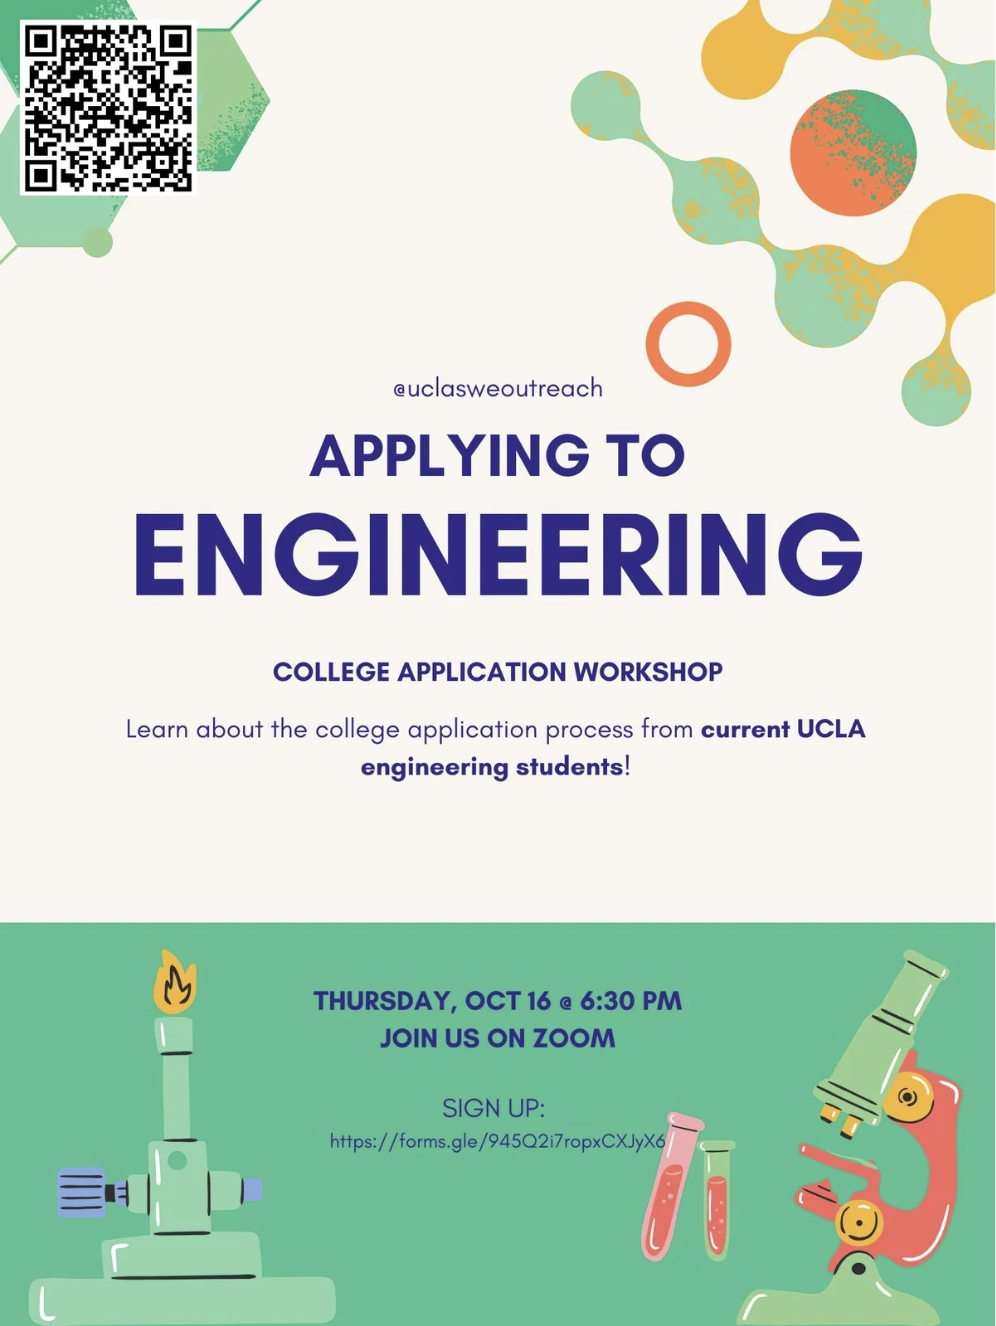 @uclasweoutreach
APPLYING TO
ENGINEERING
COLLEGE APPLICATION WORKSHOP
Learn about the college application process from current UCLA
engineering students!
THURSDAY, OCT 16 @ 6:30 PM
JOIN US ON ZOOM
SIGN UP:
https://forms.gle/945Q2i7ropxCXJyX6